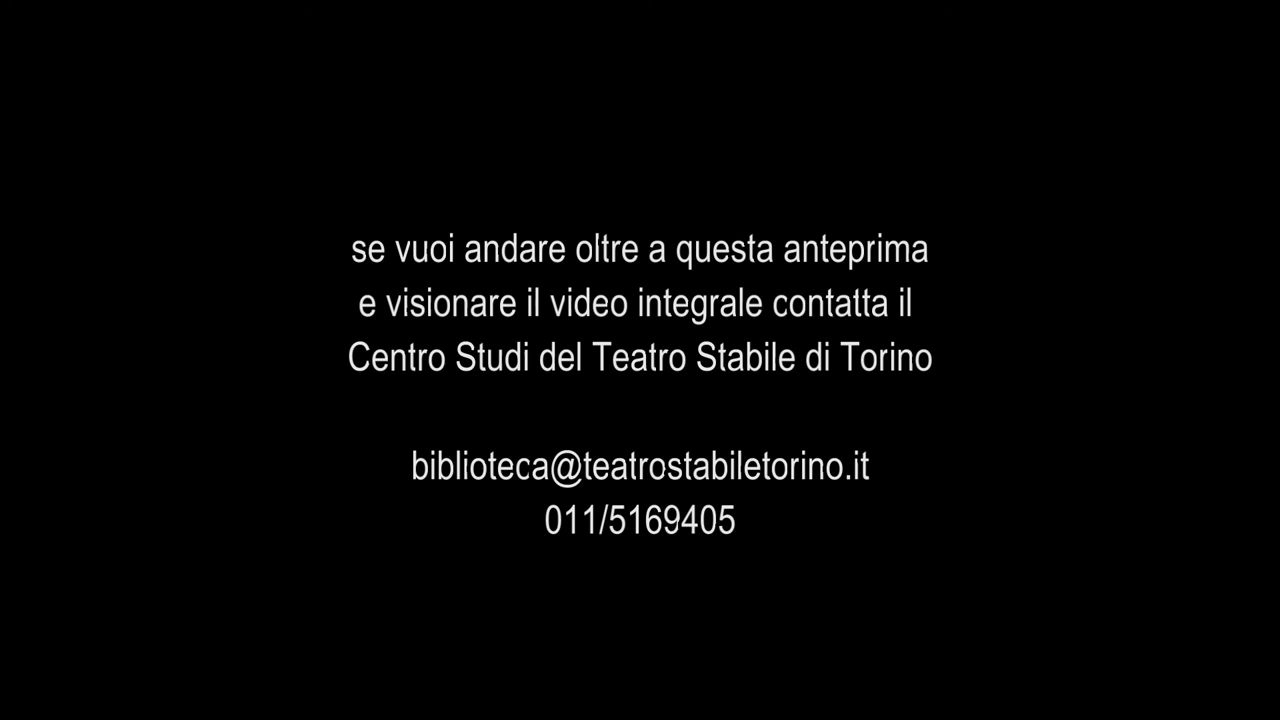 se vuoi andare oltre a questa anteprima
e visionare il video integrale contatta il
Centro Studi del Teatro Stabile di Torino
biblioteca@teatrostabiletorino.it
011/5169405